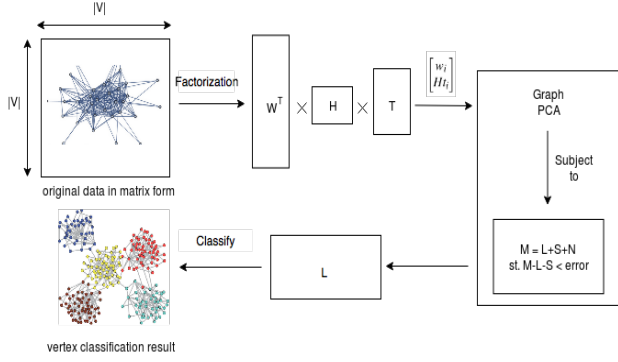 |V|
|V|
original data in matrix form
Factorization
W^T
×
H
×
T
[w_i
Ht_i]
Graph
PCA
Subject
to
M = L+S+N
st. M-L-S < error
L
Classify
vertex classification result